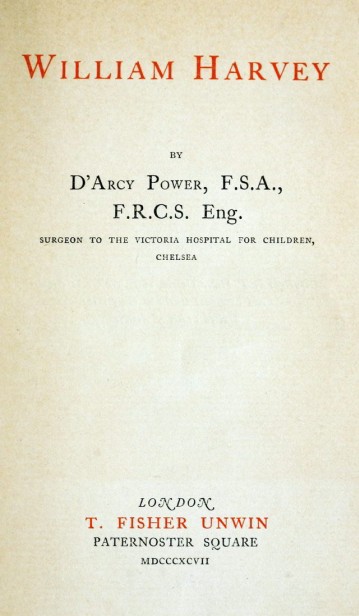 WILLIAM HARVEY
BY
D'ARCY POWER, F.S.A.,
F.R.C.S. Eng.
SURGEON TO THE VICTORIA HOSPITAL FOR CHILDREN,
CHELSEA
LONDON
T. FISHER UNWIN
PATERNOSTER SQUARE
MDCCCXCVII